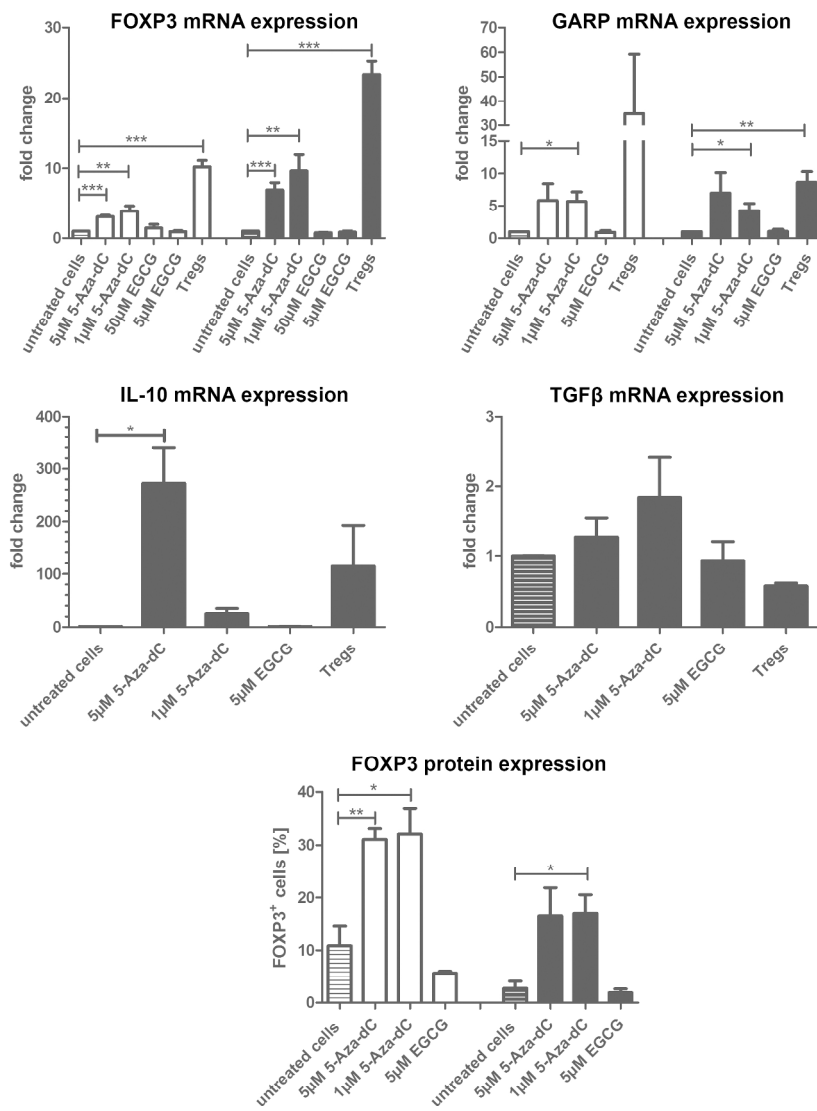 FOXP3 mRNA expression
fold change
30
20
10
0
***
**
***
***
**
***
untreated cells
5µM 5-Aza-dC
1µM 5-Aza-dC
50µM EGCG
5µM EGCG
Tregs
untreated cells
5µM 5-Aza-dC
1µM 5-Aza-dC
50µM EGCG
5µM EGCG
Tregs
GARP mRNA expression
fold change
70
60
50
40
30
15
10
5
0
*
**
*
untreated cells
5µM 5-Aza-dC
1µM 5-Aza-dC
5µM EGCG
Tregs
untreated cells
5µM 5-Aza-dC
1µM 5-Aza-dC
5µM EGCG
Tregs
IL-10 mRNA expression
fold change
400
300
200
100
0
*
untreated cells
5µM 5-Aza-dC
1µM 5-Aza-dC
5µM EGCG
Tregs
TGFβ mRNA expression
fold change
3
2
1
0
untreated cells
5µM 5-Aza-dC
1µM 5-Aza-dC
5µM EGCG
Tregs
FOXP3 protein expression
FOXP3⁺ cells [%]
40
30
20
10
0
*
**
*
untreated cells
5µM 5-Aza-dC
1µM 5-Aza-dC
5µM EGCG
untreated cells
5µM 5-Aza-dC
1µM 5-Aza-dC
5µM EGCG